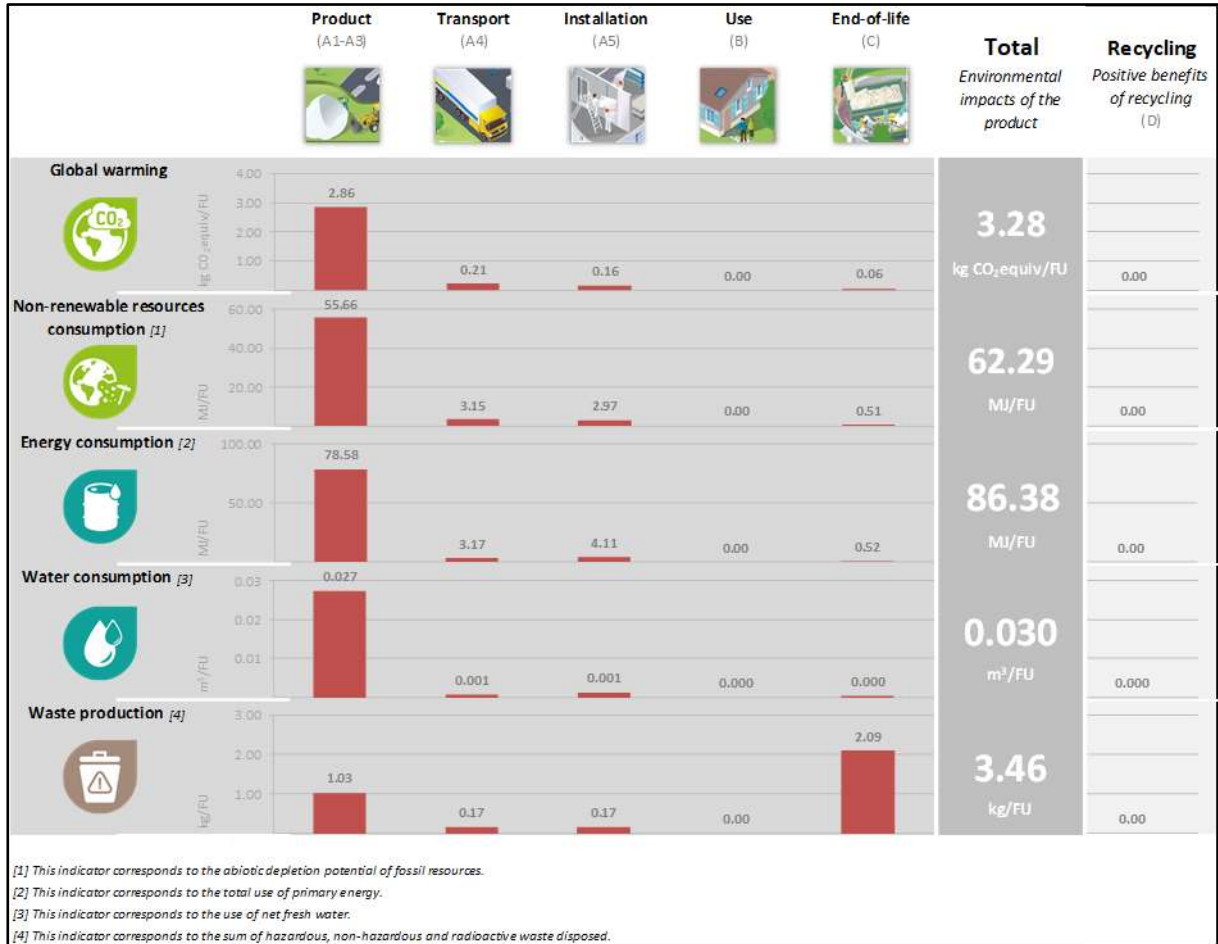 Product
(A1-A3)
Transport
(A4)
Installation
(A5)
Use
(B)
End-of-life
(C)
Total
Environmental
impacts of the
product
Recycling
Positive benefits
of recycling
(D)
Global warming
CO₂
kg CO₂equiv/FU
4.00
3.00
2.00
1.00
2.86
0.21
0.16
0.00
0.06
3.28
kg CO₂equiv/FU
0.00
Non-renewable resources
consumption [1]
MJ/FU
60.00
40.00
20.00
55.66
3.15
2.97
0.00
0.51
62.29
MJ/FU
0.00
Energy consumption [2]
MJ/FU
100.00
50.00
78.58
3.17
4.11
0.00
0.52
86.38
MJ/FU
0.00
Water consumption [3]
m³/FU
0.03
0.02
0.01
0.027
0.001
0.001
0.000
0.000
0.030
m³/FU
0.000
Waste production [4]
kg/FU
3.00
2.00
1.00
1.03
0.17
0.17
0.00
2.09
3.46
kg/FU
0.00
[1] This indicator corresponds to the abiotic depletion potential of fossil resources.
[2] This indicator corresponds to the total use of primary energy.
[3] This indicator corresponds to the use of net fresh water.
[4] This indicator corresponds to the sum of hazardous, non-hazardous and radioactive waste disposed.